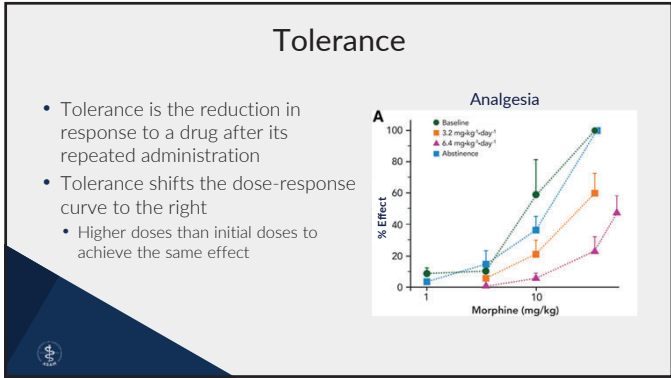 Tolerance
• Tolerance is the reduction in
response to a drug after its
repeated administration
• Tolerance shifts the dose-response
curve to the right
• Higher doses than initial doses to
achieve the same effect
Analgesia
A
Baseline
3.2 mg·kg⁻¹·day⁻¹
6.4 mg·kg⁻¹·day⁻¹
Abstinence
% Effect
100
80
60
40
20
0
1
10
Morphine (mg/kg)